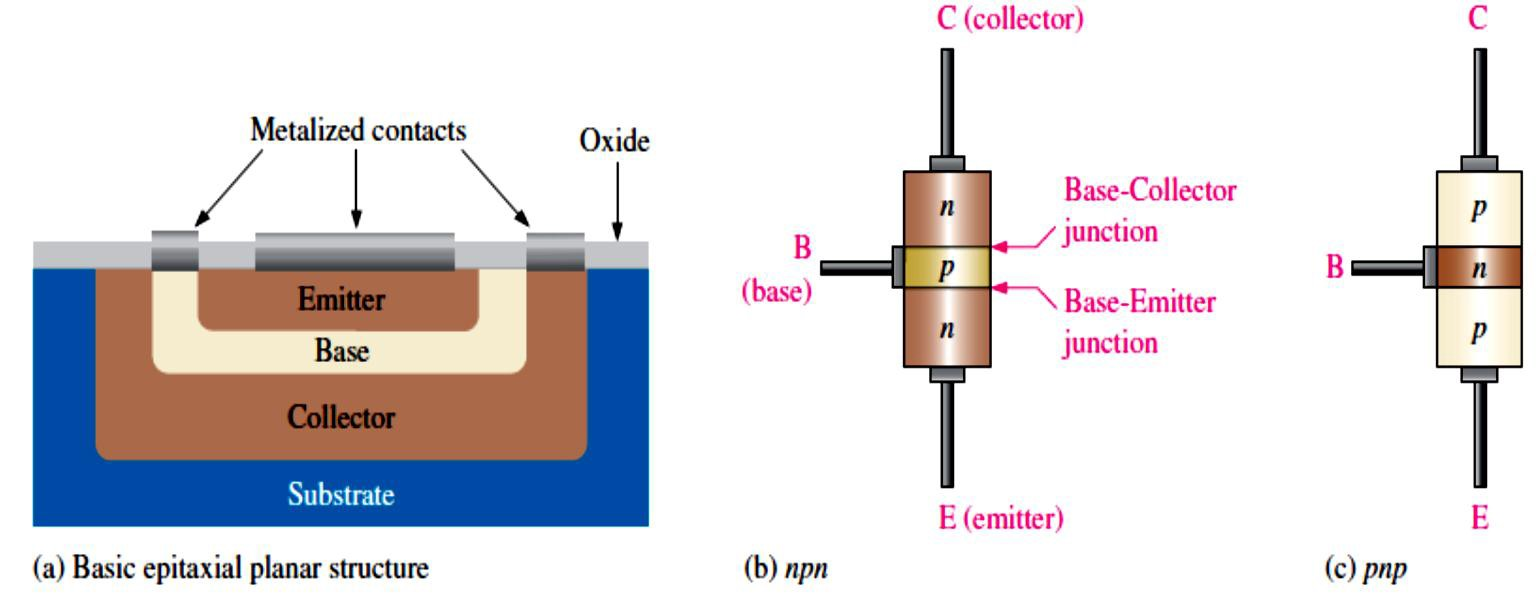 Metalized contacts
Oxide
Emitter
Base
Collector
Substrate
(a) Basic epitaxial planar structure
C (collector)
n
Base-Collector
junction
B
(base)
p
Base-Emitter
junction
n
E (emitter)
(b) npn
C
p
B
n
p
E
(c) pnp